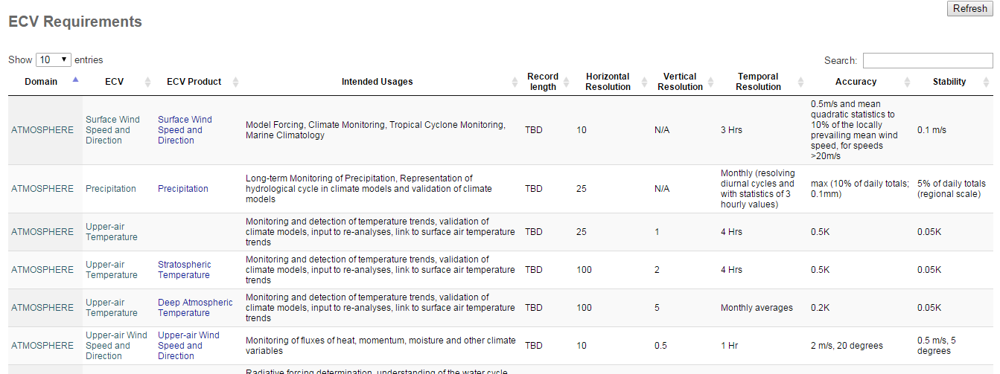 Refresh
ECV Requirements
Show 10 entries
Search:
Domain ECV ECV Product Intended Usages Record length Horizontal Resolution Vertical Resolution Temporal Resolution Accuracy Stability
ATMOSPHERE
Surface Wind
Speed and
Direction
Surface Wind
Speed and
Direction
Model Forcing, Climate Monitoring, Tropical Cyclone Monitoring,
Marine Climatology
TBD
10
N/A
3 Hrs
0.5m/s and mean
quadratic statistics to
10% of the locally
prevailing mean wind
speed, for speeds
>20m/s
0.1 m/s
ATMOSPHERE
Precipitation
Precipitation
Long-term Monitoring of Precipitation, Representation of
hydrological cycle in climate models and validation of climate
models
TBD
25
N/A
Monthly (resolving
diurnal cycles and
with statistics of 3
hourly values)
max (10% of daily totals;
0.1mm)
5% of daily totals
(regional scale)
ATMOSPHERE
Upper-air
Temperature
Monitoring and detection of temperature trends, validation of
climate models, input to re-analyses, link to surface air temperature
trends
TBD
25
1
4 Hrs
0.5K
0.05K
ATMOSPHERE
Upper-air
Temperature
Stratospheric
Temperature
Monitoring and detection of temperature trends, validation of
climate models, input to re-analyses, link to surface air temperature
trends
TBD
100
2
4 Hrs
0.5K
0.05K
ATMOSPHERE
Upper-air
Temperature
Deep Atmospheric
Temperature
Monitoring and detection of temperature trends, validation of
climate models, input to re-analyses, link to surface air temperature
trends
TBD
100
5
Monthly averages
0.2K
0.05K
ATMOSPHERE
Upper-air Wind
Speed and
Direction
Upper-air Wind
Speed and
Direction
Monitoring of fluxes of heat, momentum, moisture and other climate
variables
TBD
10
0.5
1 Hr
2 m/s, 20 degrees
0.5 m/s, 5
degrees
Radiative forcing determination, understanding of the water cycle